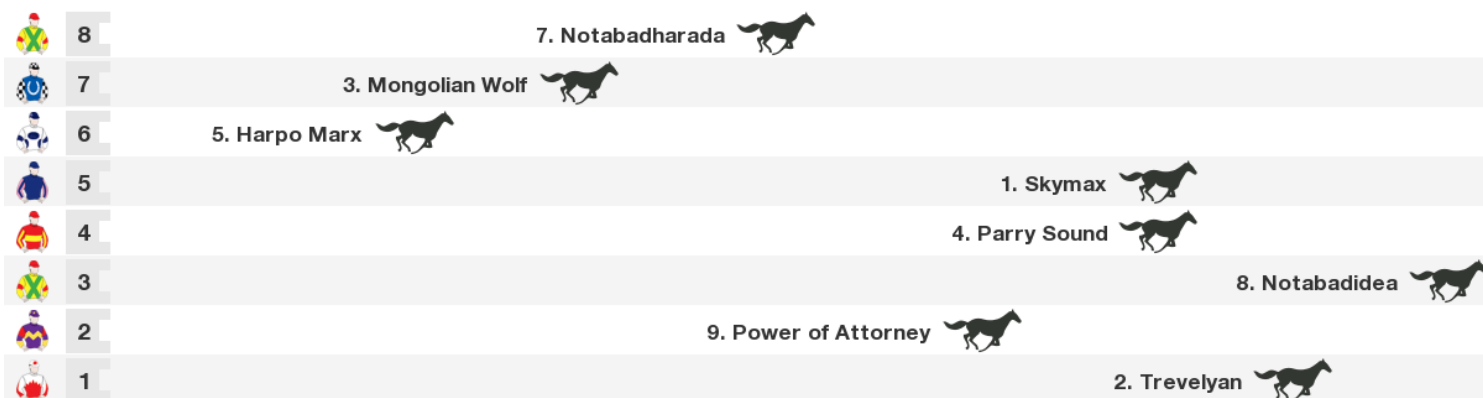 8 7. Notabadharada
7 3. Mongolian Wolf
6 5. Harpo Marx
5 1. Skymax
4 4. Parry Sound
3 8. Notabadidea
2 9. Power of Attorney
1 2. Trevelyan